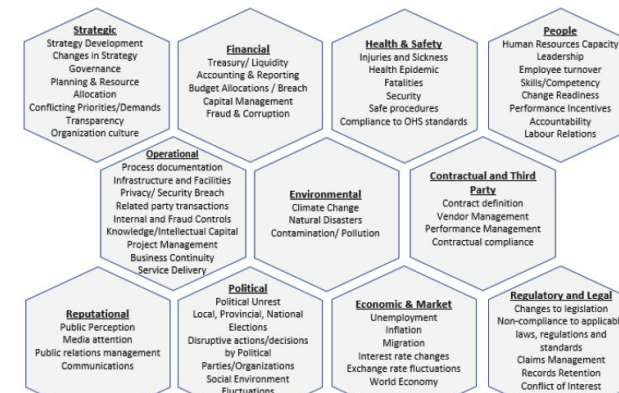 Strategic
Strategy Development
Changes in Strategy
Governance
Planning & Resource
Allocation
Conflicting Priorities/Demands
Transparency
Organization culture
Financial
Treasury/ Liquidity
Accounting & Reporting
Budget Allocations / Breach
Capital Management
Fraud & Corruption
Health & Safety
Injuries and Sickness
Health Epidemic
Fatalities
Security
Safe procedures
Compliance to OHS standards
People
Human Resources Capacity
Leadership
Employee turnover
Skills/Competency
Change Readiness
Performance Incentives
Accountability
Labour Relations
Operational
Process documentation
Infrastructure and Facilities
Privacy/ Security Breach
Related party transactions
Internal and Fraud Controls
Knowledge/Intellectual Capital
Project Management
Business Continuity
Service Delivery
Environmental
Climate Change
Natural Disasters
Contamination/ Pollution
Contractual and Third
Party
Contract definition
Vendor Management
Performance Management
Contractual compliance
Reputational
Public Perception
Media attention
Public relations management
Communications
Political
Political Unrest
Local, Provincial, National
Elections
Disruptive actions/decisions
by Political
Parties/Organizations
Social Environment
Fluctuations
Economic & Market
Unemployment
Inflation
Migration
Interest rate changes
Exchange rate fluctuations
World Economy
Regulatory and Legal
Changes to legislation
Non-compliance to applicabl
laws, regulations and
standards
Claims Management
Records Retention
Conflict of Interest